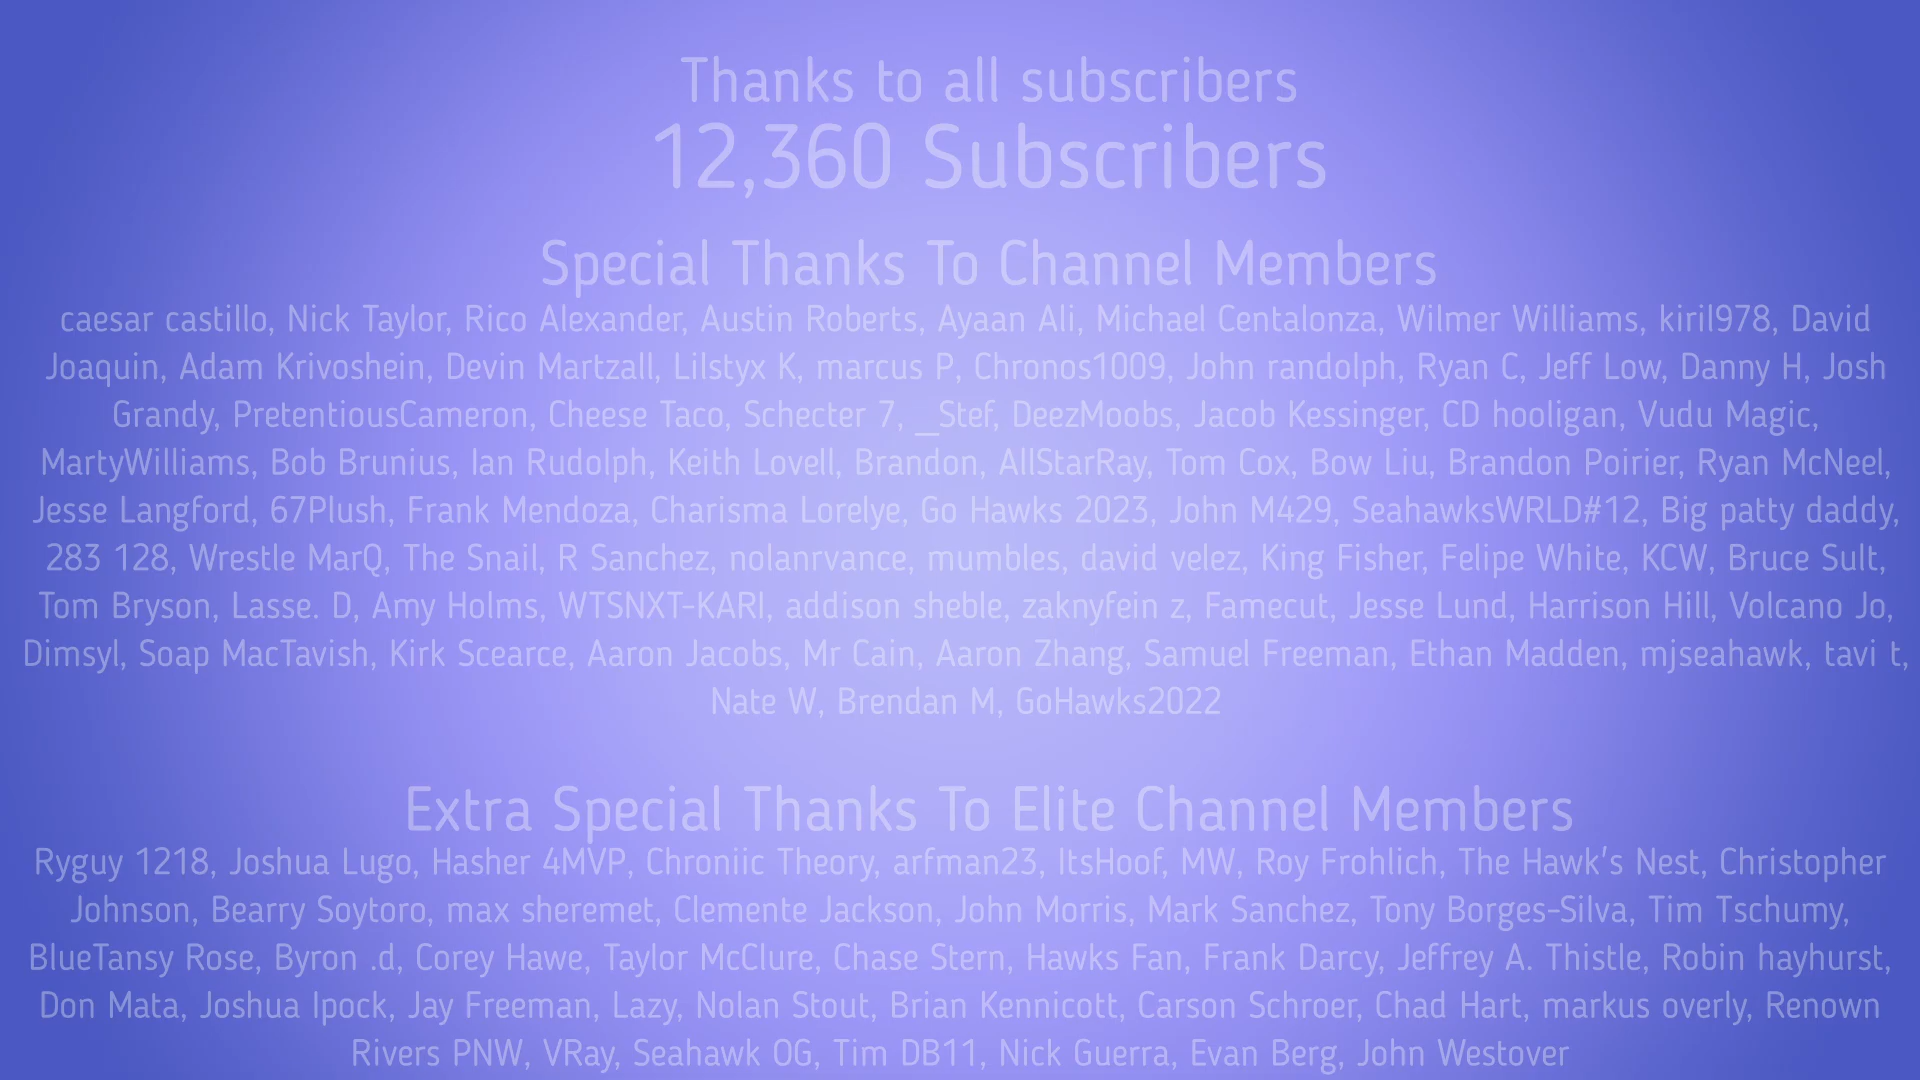 Thanks to all subscribers
12,360 Subscribers
Special Thanks To Channel Members
caesar castillo, Nick Taylor, Rico Alexander, Austin Roberts, Ayaan Ali, Michael Centalonza, Wilmer Williams, kiril978, David
Joaquin, Adam Krivoshein, Devin Martzall, Lilstyx K, marcus P, Chronos1009, John randolph, Ryan C, Jeff Low, Danny H, Josh
Grandy, PretentiousCameron, Cheese Taco, Schecter 7, _Stef, DeezMoobs, Jacob Kessinger, CD hooligan, Vudu Magic,
MartyWilliams, Bob Brunius, Ian Rudolph, Keith Lovell, Brandon, AllStarRay, Tom Cox, Bow Liu, Brandon Poirier, Ryan McNeel,
Jesse Langford, 67Plush, Frank Mendoza, Charisma Lorelye, Go Hawks 2023, John M429, SeahawksWRLD#12, Big patty daddy,
283 128, Wrestle MarQ, The Snail, R Sanchez, nolanrvance, mumbles, david velez, King Fisher, Felipe White, KCW, Bruce Sult,
Tom Bryson, Lasse. D, Amy Holms, WTSNXT-KARI, addison sheble, zaknyfein z, Famecut, Jesse Lund, Harrison Hill, Volcano Jo,
Dimsyl, Soap MacTavish, Kirk Scearce, Aaron Jacobs, Mr Cain, Aaron Zhang, Samuel Freeman, Ethan Madden, mjseahawk, tavi t,
Nate W, Brendan M, GoHawks2022
Extra Special Thanks To Elite Channel Members
Ryguy 1218, Joshua Lugo, Hasher 4MVP, Chroniic Theory, arfman23, ItsHoof, MW, Roy Frohlich, The Hawk's Nest, Christopher
Johnson, Bearry Soytoro, max sheremet, Clemente Jackson, John Morris, Mark Sanchez, Tony Borges-Silva, Tim Tschumy,
BlueTansy Rose, Byron .d, Corey Hawe, Taylor McClure, Chase Stern, Hawks Fan, Frank Darcy, Jeffrey A. Thistle, Robin hayhurst,
Don Mata, Joshua Ipock, Jay Freeman, Lazy, Nolan Stout, Brian Kennicott, Carson Schroer, Chad Hart, markus overly, Renown
Rivers PNW, VRay, Seahawk OG, Tim DB11, Nick Guerra, Evan Berg, John Westover